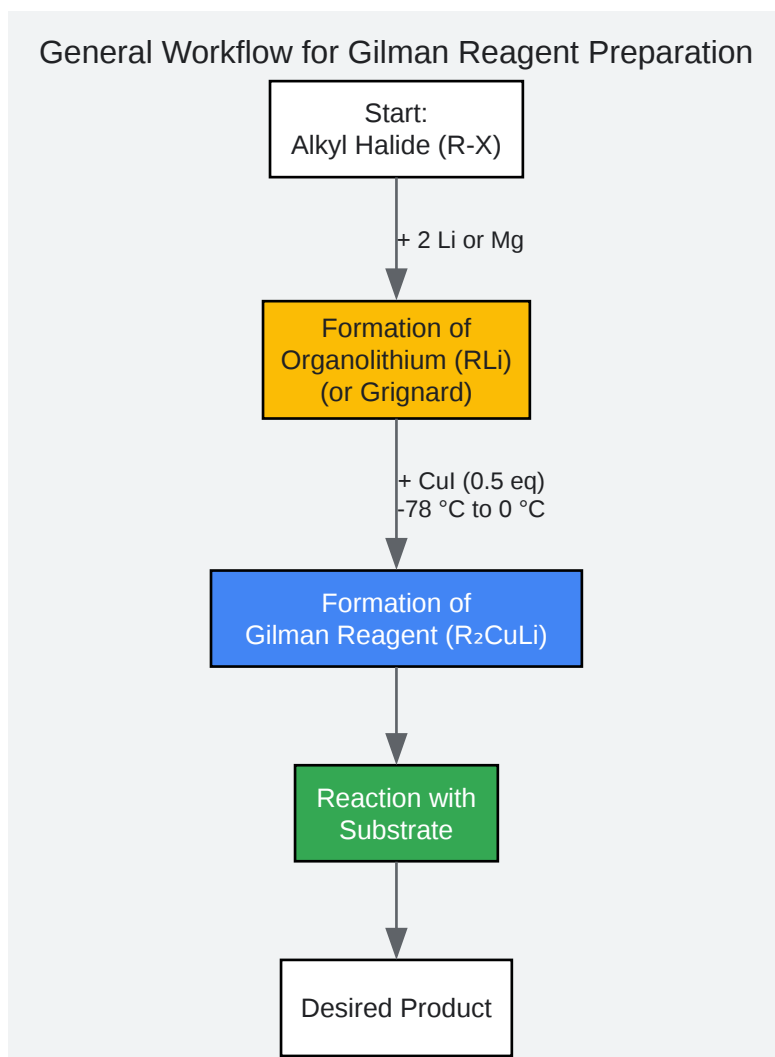 General Workflow for Gilman Reagent Preparation
Start:
Alkyl Halide (R-X)
+ 2 Li or Mg
Formation of
Organolithium (RLi)
(or Grignard)
+ CuI (0.5 eq)
-78 °C to 0 °C
Formation of
Gilman Reagent (R₂CuLi)
Reaction with
Substrate
Desired Product